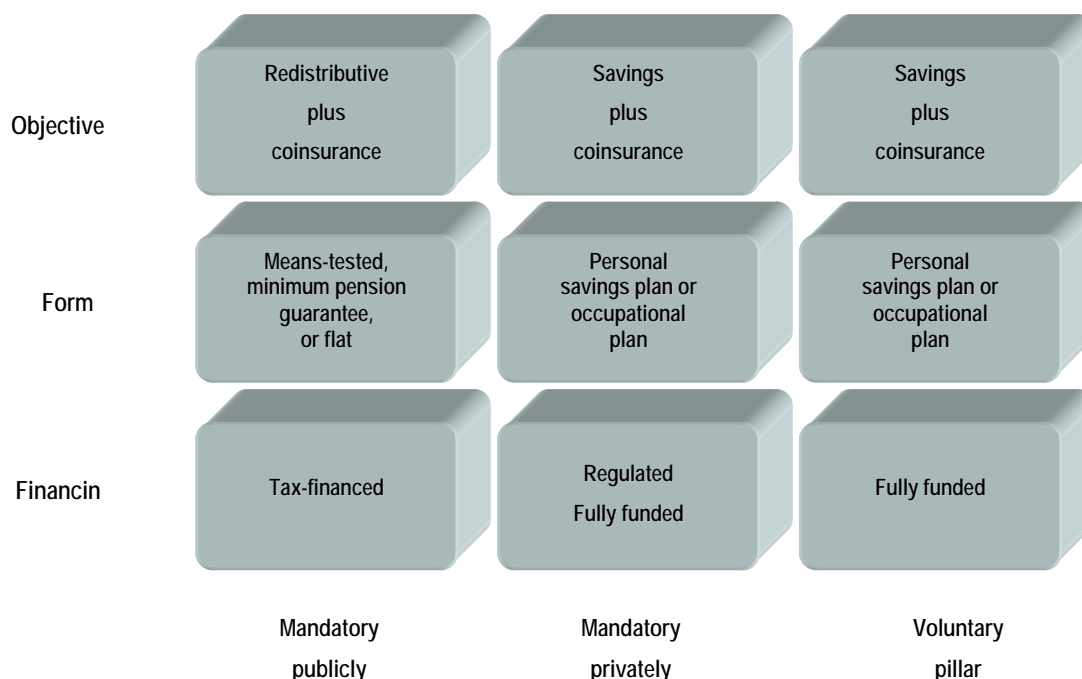 Objective
Redistributive
plus
coinsurance
Savings
plus
coinsurance
Savings
plus
coinsurance
Form
Means-tested,
minimum pension
guarantee,
or flat
Personal
savings plan or
occupational
plan
Personal
savings plan or
occupational
plan
Financin
Tax-financed
Regulated
Fully funded
Fully funded
Mandatory
publicly
Mandatory
privately
Voluntary
pillar